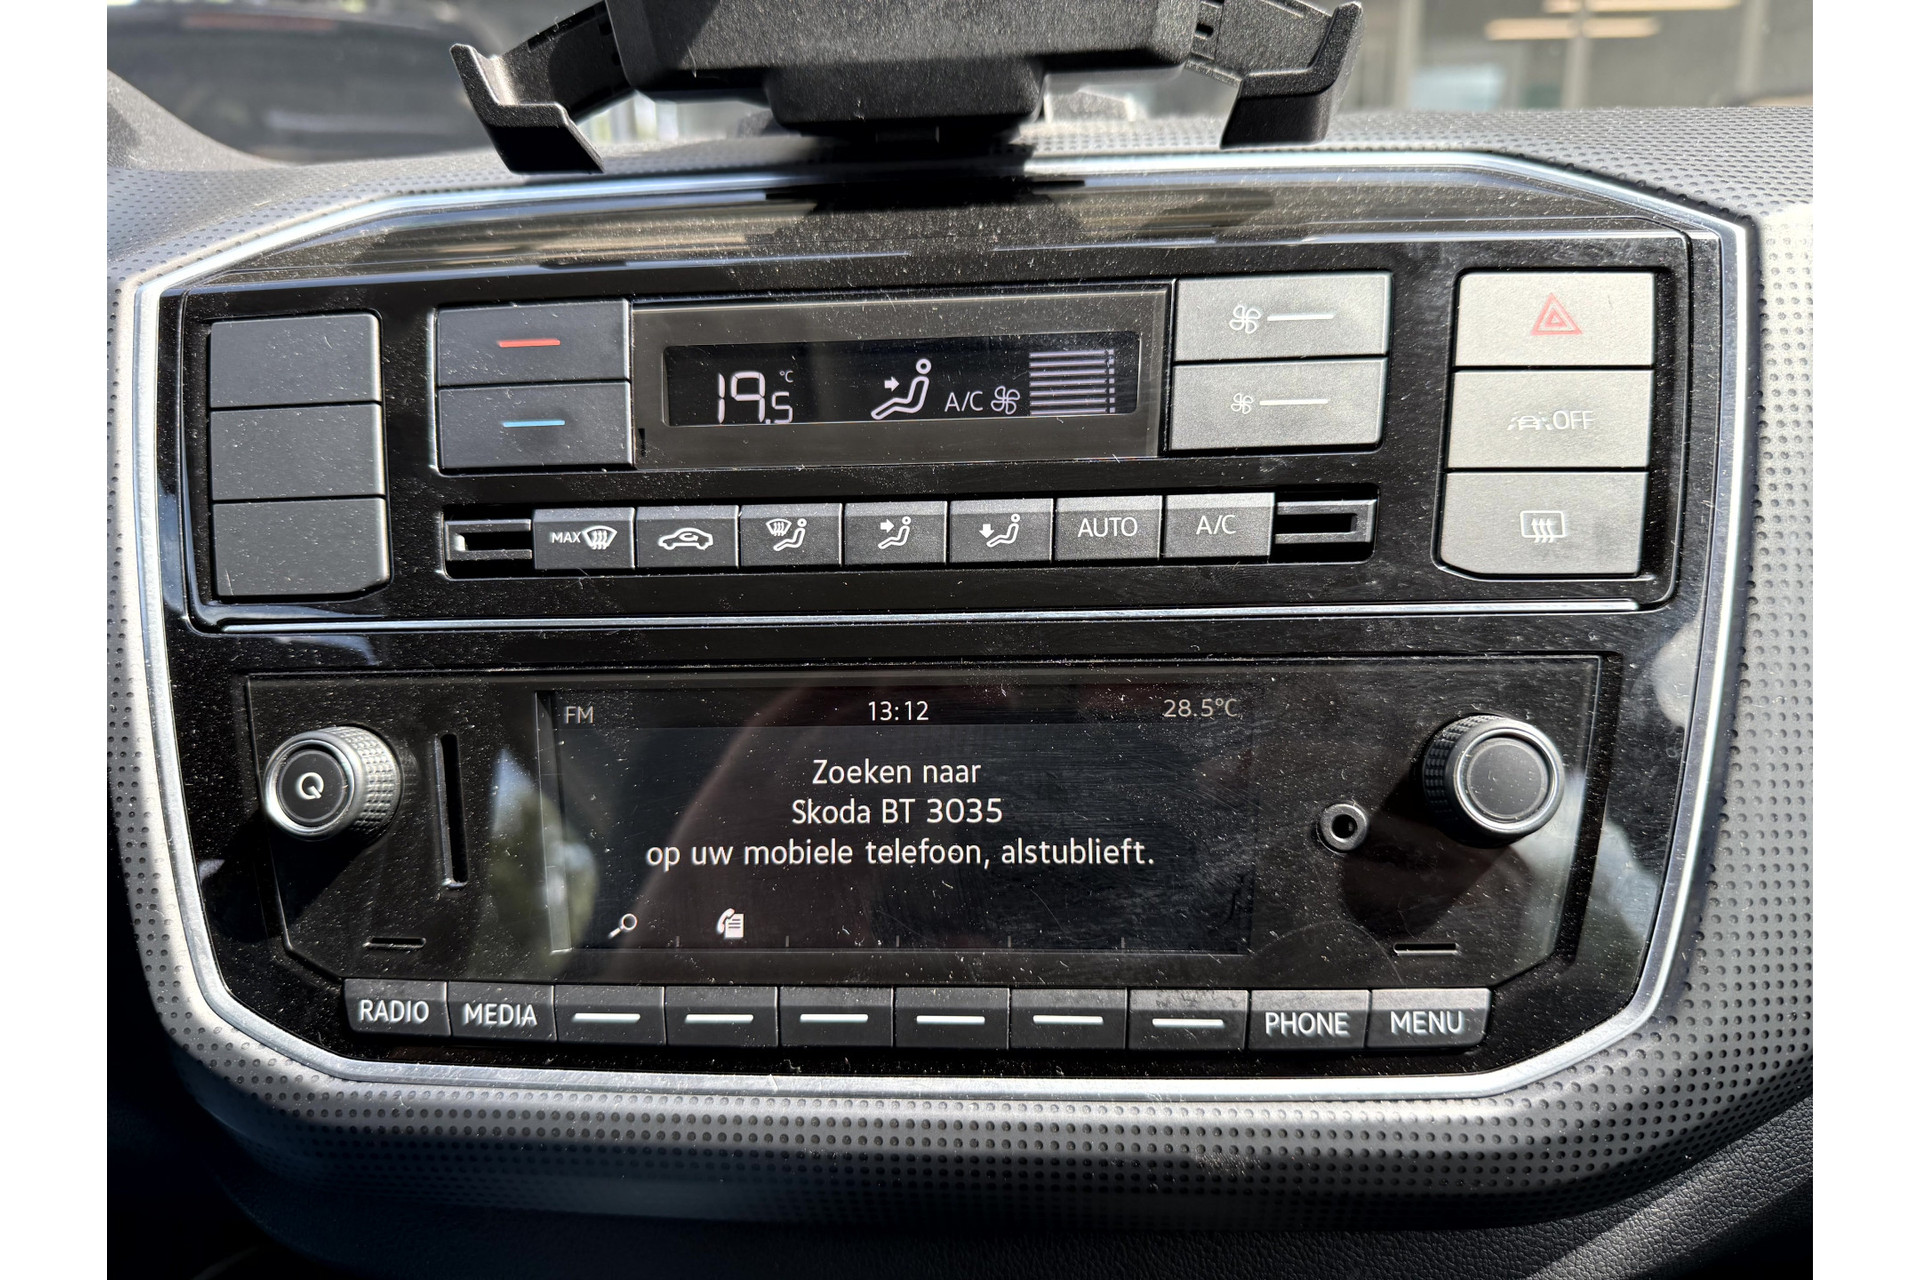 19.5 °C A/C
OFF
MAX AUTO A/C
FM 13:12 28.5°C
Zoeken naar
Skoda BT 3035
op uw mobiele telefoon, alstublieft.
RADIO MEDIA PHONE MENU